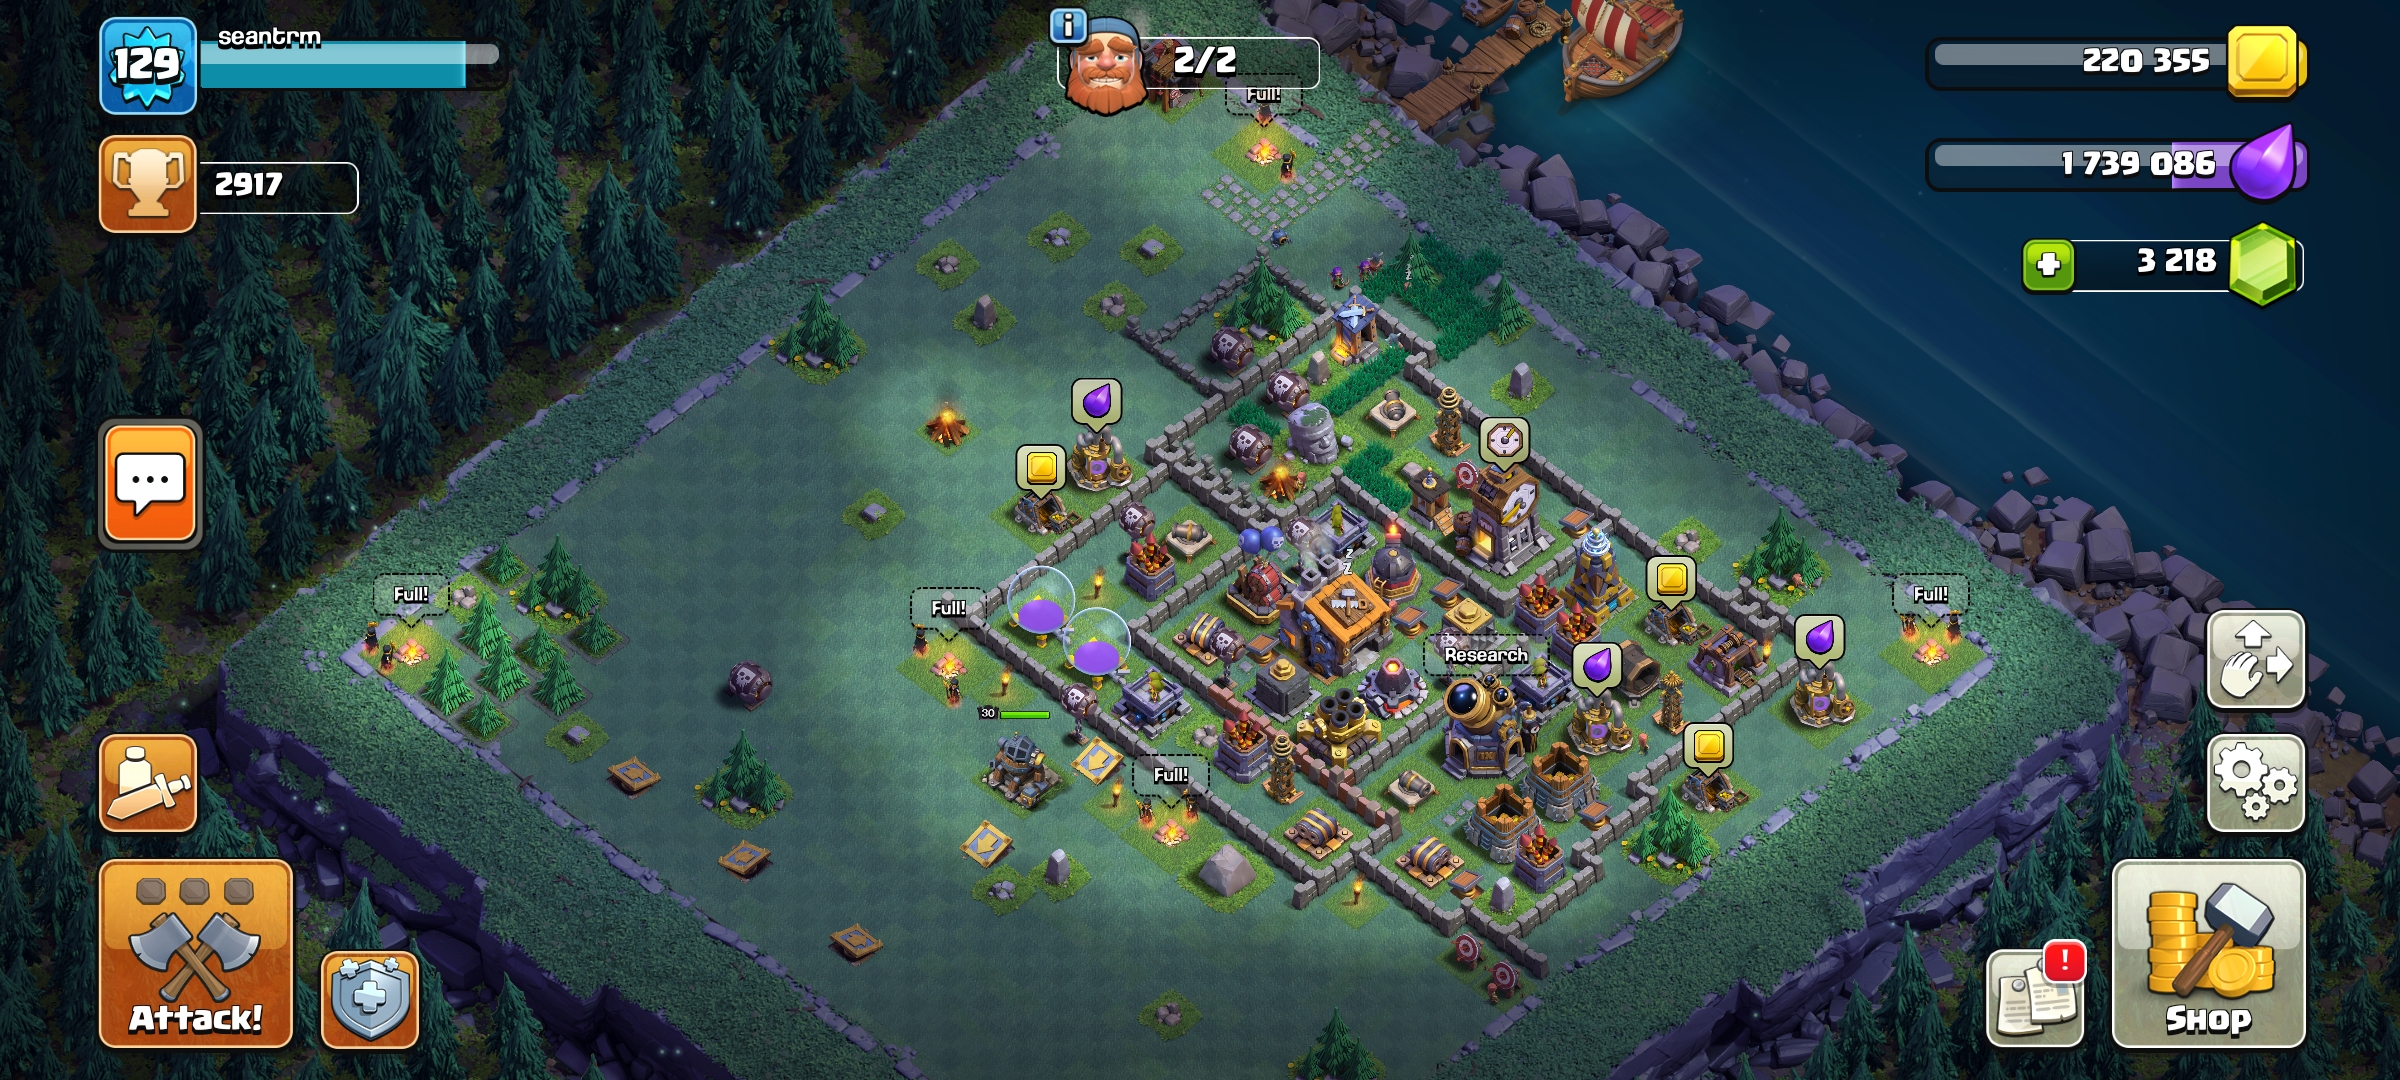 129
seantrm
i
2/2
220 355
2917
1 739 086
3 218
Full!
Full!
Full!
Full!
Full!
z
z
Research
30
Attack!
!
Shop